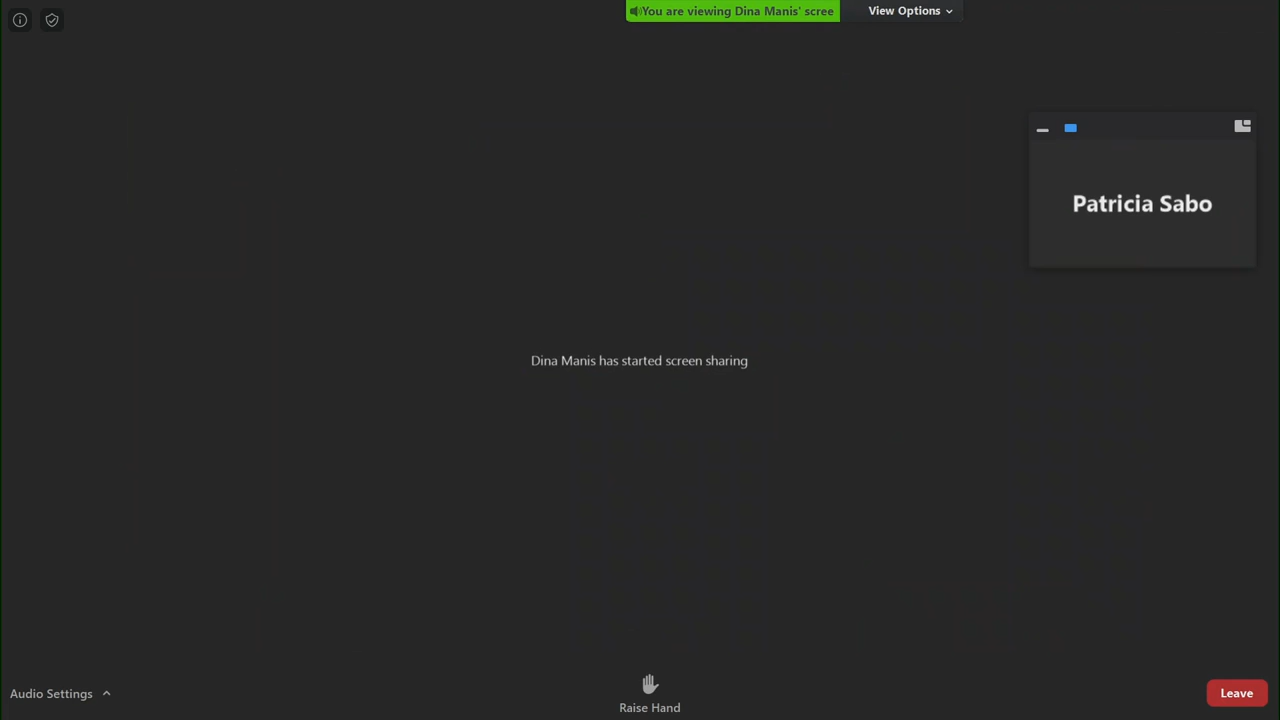 You are viewing Dina Manis' scree
View Options
Patricia Sabo
Dina Manis has started screen sharing
Audio Settings
Raise Hand
Leave